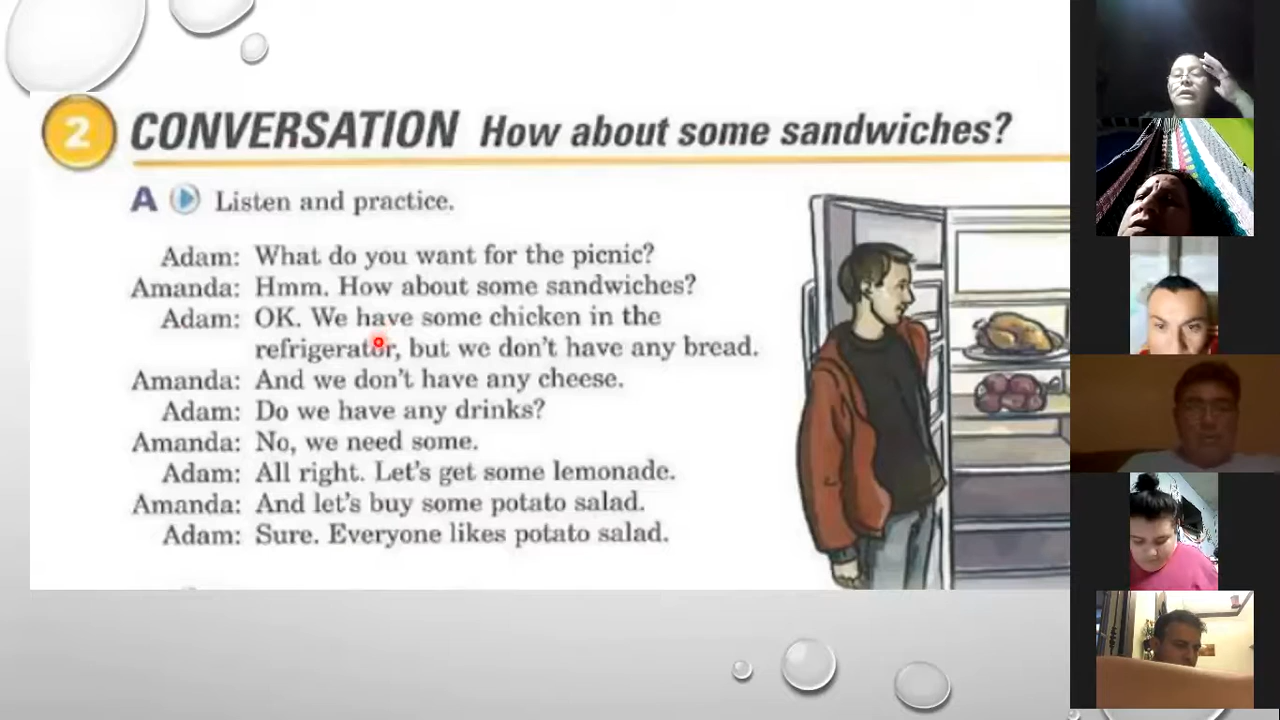 2 CONVERSATION How about some sandwiches?
A Listen and practice.
Adam: What do you want for the picnic?
Amanda: Hmm. How about some sandwiches?
Adam: OK. We have some chicken in the
refrigerator, but we don't have any bread.
Amanda: And we don't have any cheese.
Adam: Do we have any drinks?
Amanda: No, we need some.
Adam: All right. Let's get some lemonade.
Amanda: And let's buy some potato salad.
Adam: Sure. Everyone likes potato salad.